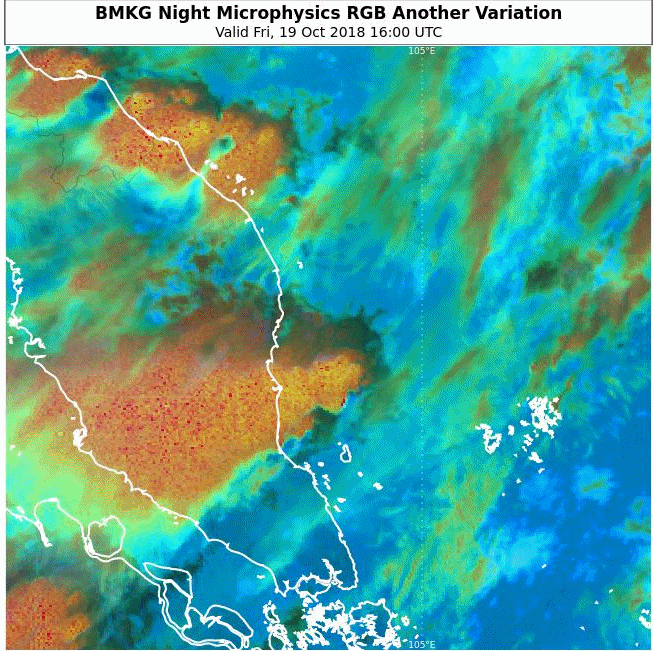 BMKG Night Microphysics RGB Another Variation
Valid Fri, 19 Oct 2018 16:00 UTC
105°E
105°E